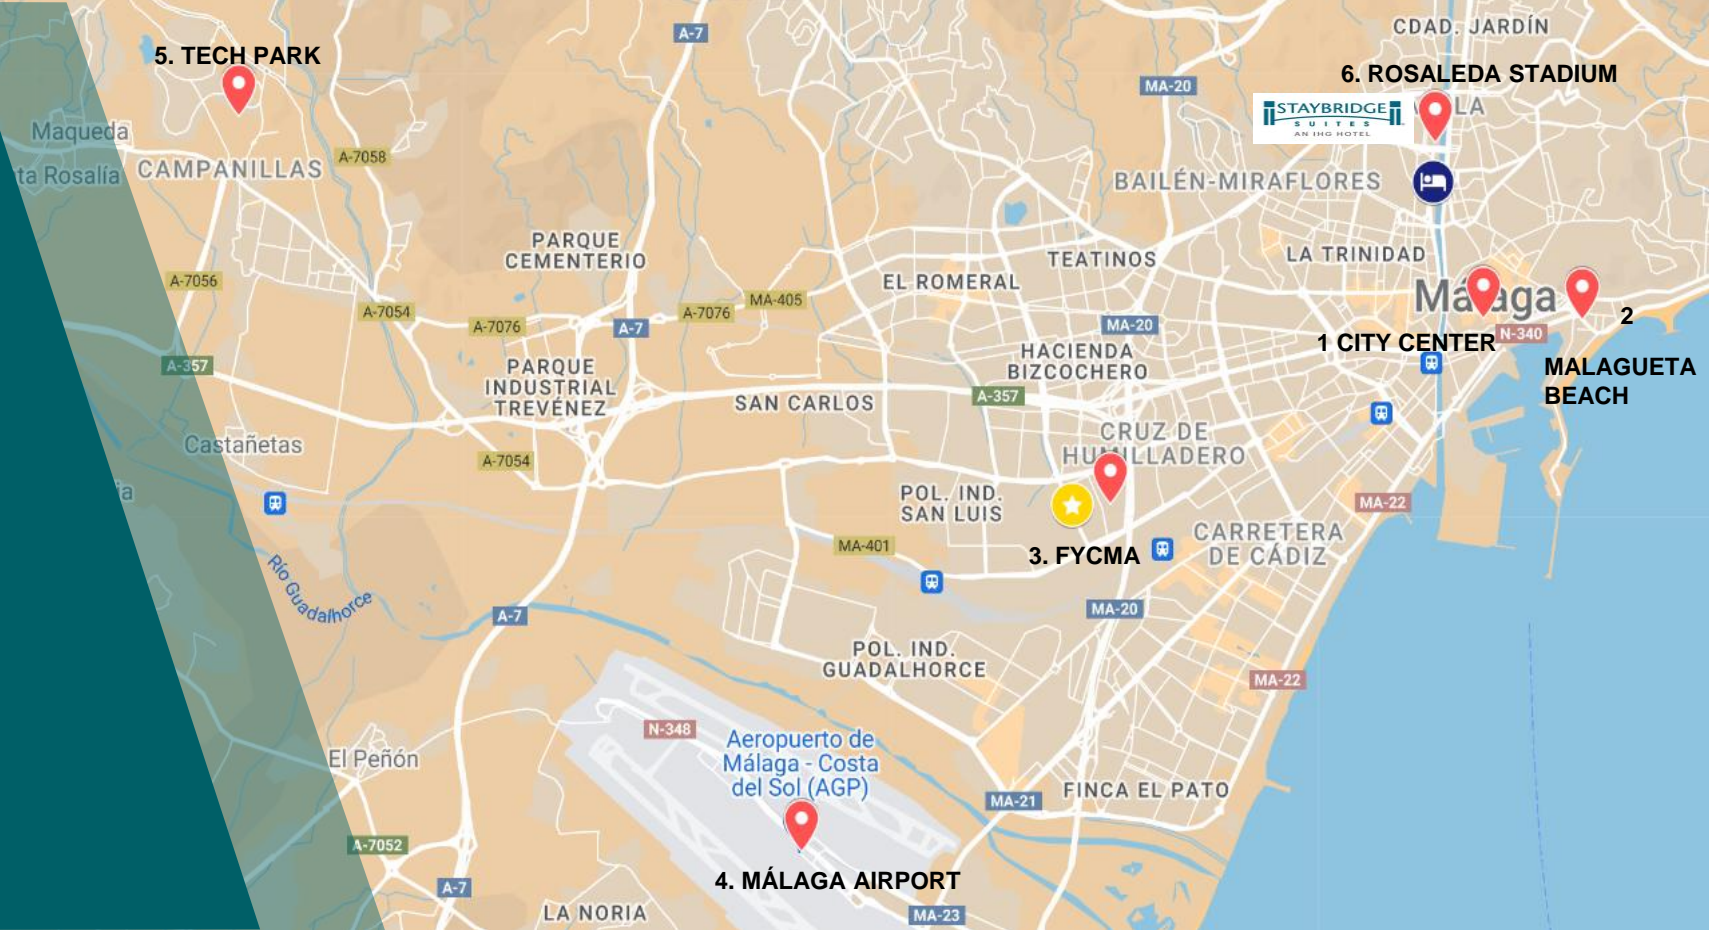 CDAD. JARDÍN
A-7
5. TECH PARK
6. ROSALEDA STADIUM
MA-20
STAYBRIDGE
SUITES
AN IHG HOTEL
LA
Maqueda
A-7058
ta Rosalía
CAMPANILLAS
BAILÉN-MIRAFLORES
PARQUE
CEMENTERIO
TEATINOS
LA TRINIDAD
A-7056
EL ROMERAL
MA-405
A-7054
A-7076
A-7076
A-7
Málaga
2
MA-20
N-340
1 CITY CENTER
HACIENDA
BIZCOCHERO
A-357
PARQUE
INDUSTRIAL
TREVÉNEZ
MALAGUETA
BEACH
A-357
SAN CARLOS
CRUZ DE
HUMILLADERO
Castañetas
A-7054
ia
POL. IND.
SAN LUIS
MA-22
CARRETERA
DE CÁDIZ
MA-401
3. FYCMA
Río Guadalhorce
A-7
MA-20
POL. IND.
GUADALHORCE
MA-22
N-348
Aeropuerto de
Málaga - Costa
del Sol (AGP)
El Peñón
FINCA EL PATO
MA-21
A-7052
4. MÁLAGA AIRPORT
A-7
LA NORIA
MA-23